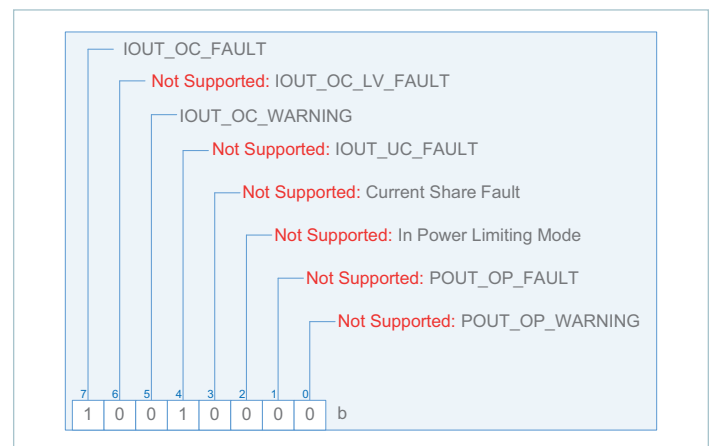 IOUT_OC_FAULT
Not Supported: IOUT_OC_LV_FAULT
IOUT_OC_WARNING
Not Supported: IOUT_UC_FAULT
Not Supported: Current Share Fault
Not Supported: In Power Limiting Mode
Not Supported: POUT_OP_FAULT
Not Supported: POUT_OP_WARNING
7 6 5 4 3 2 1 0
1 0 0 1 0 0 0 0 b